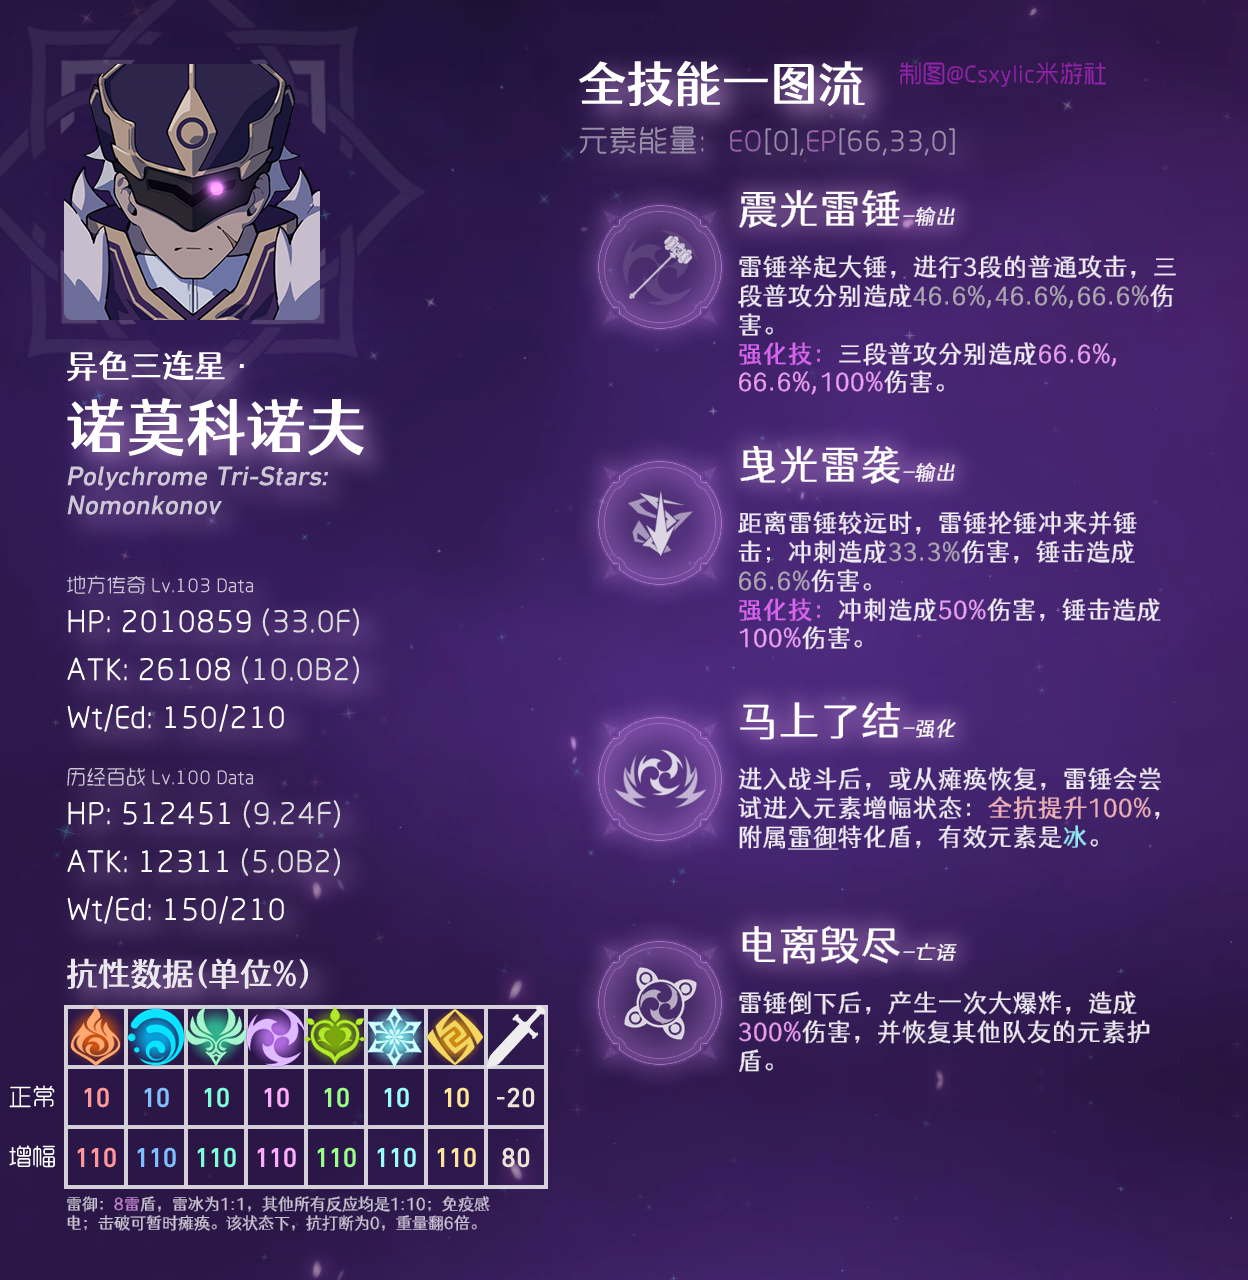 异色三连星 ·
诺莫科诺夫
Polychrome Tri-Stars:
Nomonkonov
地方传奇 Lv.103 Data
HP: 2010859 (33.0F)
ATK: 26108 (10.0B2)
Wt/Ed: 150/210
历经百战 Lv.100 Data
HP: 512451 (9.24F)
ATK: 12311 (5.0B2)
Wt/Ed: 150/210
抗性数据(单位%)
正常 10 10 10 10 10 10 10 -20
增幅 110 110 110 110 110 110 110 80
雷御：8雷盾，雷冰为1:1，其他所有反应均是1:10；免疫感
电；击破可暂时瘫痪。该状态下，抗打断为0，重量翻6倍。
全技能一图流
制图@Csxylic米游社
元素能量： EO[0],EP[66,33,0]
震光雷锤–输出
雷锤举起大锤，进行3段的普通攻击，三
段普攻分别造成46.6%,46.6%,66.6%伤
害。
强化技：三段普攻分别造成66.6%,
66.6%,100%伤害。
曳光雷袭–输出
距离雷锤较远时，雷锤抡锤冲来并锤
击；冲刺造成33.3%伤害，锤击造成
66.6%伤害。
强化技：冲刺造成50%伤害，锤击造成
100%伤害。
马上了结–强化
进入战斗后，或从瘫痪恢复，雷锤会尝
试进入元素增幅状态：全抗提升100%，
附属雷御特化盾，有效元素是冰。
电离毁尽–亡语
雷锤倒下后，产生一次大爆炸，造成
300%伤害，并恢复其他队友的元素护
盾。